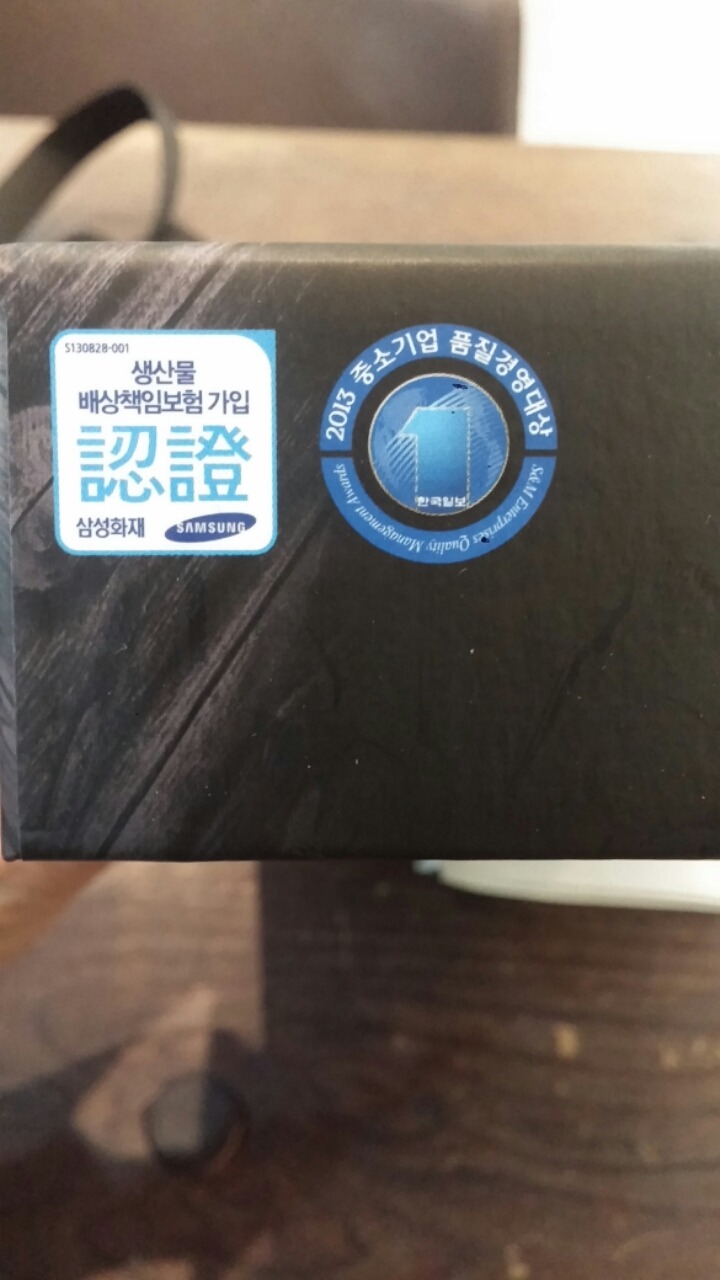 S130828-001
생산물
배상책임보험 가입
認證
삼성화재 SAMSUNG
2013 중소기업 품질경영대상
1
한국일보
S&M Enterprises Quality Management Awards